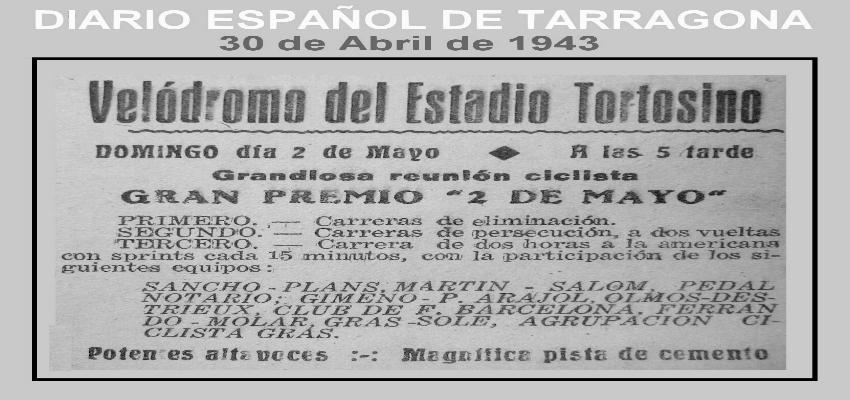 DIARIO ESPAÑOL DE TARRAGONA
30 de Abril de 1943
Velódromo del Estadio Tortosino
DOMINGO día 2 de Mayo ◆ A las 5 tarde
Grandiosa reunión ciclista
GRAN PREMIO "2 DE MAYO"
PRIMERO. — Carreras de eliminación.
SEGUNDO. — Carreras de persecución, a dos vueltas
TERCERO. — Carrera de dos horas a la americana
con sprints cada 15 minutos, con la participación de los si-
guientes equipos:
SANCHO - PLANS, MARTIN - SALOM, PEDAL
NOTARIO; GIMENO - P. ARAJOL, OLMOS-DES-
TRIEUX, CLUB DE F. BARCELONA, FERRAN
DO - MOLAR, GRAS - SOLE, AGRUPACION CI-
CLISTA GRAS.
Potentes altavoces :-: Magnífica pista de cemento